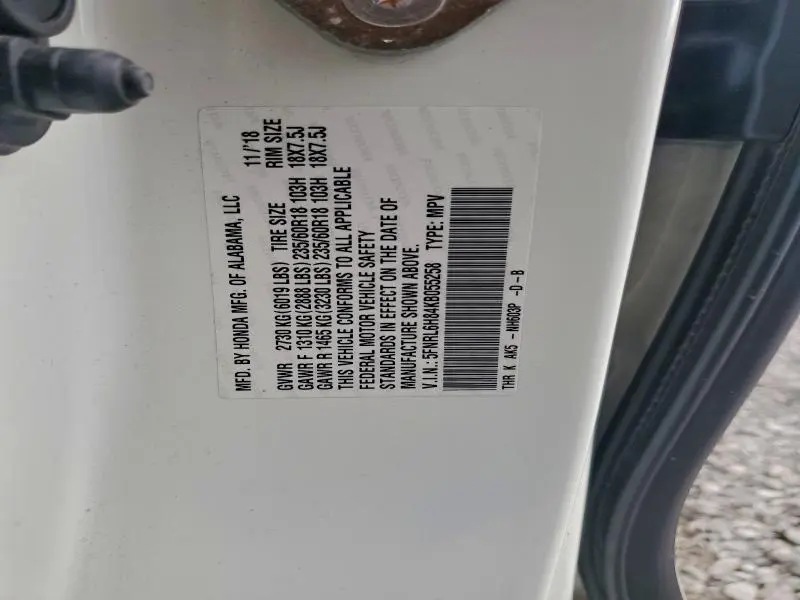 MFD. BY HONDA MFG. OF ALABAMA, LLC 11/'18
GVWR 2730 KG(6019 LBS) TIRE SIZE RIM SIZE
GAWR F 1310 KG(2888 LBS) 235/60R18 103H 18X7.5J
GAWR R 1465 KG(3230 LBS) 235/60R18 103H 18X7.5J
THIS VEHICLE CONFORMS TO ALL APPLICABLE
FEDERAL MOTOR VEHICLE SAFETY
STANDARDS IN EFFECT ON THE DATE OF
MANUFACTURE SHOWN ABOVE.
V.I.N.: 5FNRL6H84KB055258 TYPE: MPV
THR K AK5 -NH603P -D -B